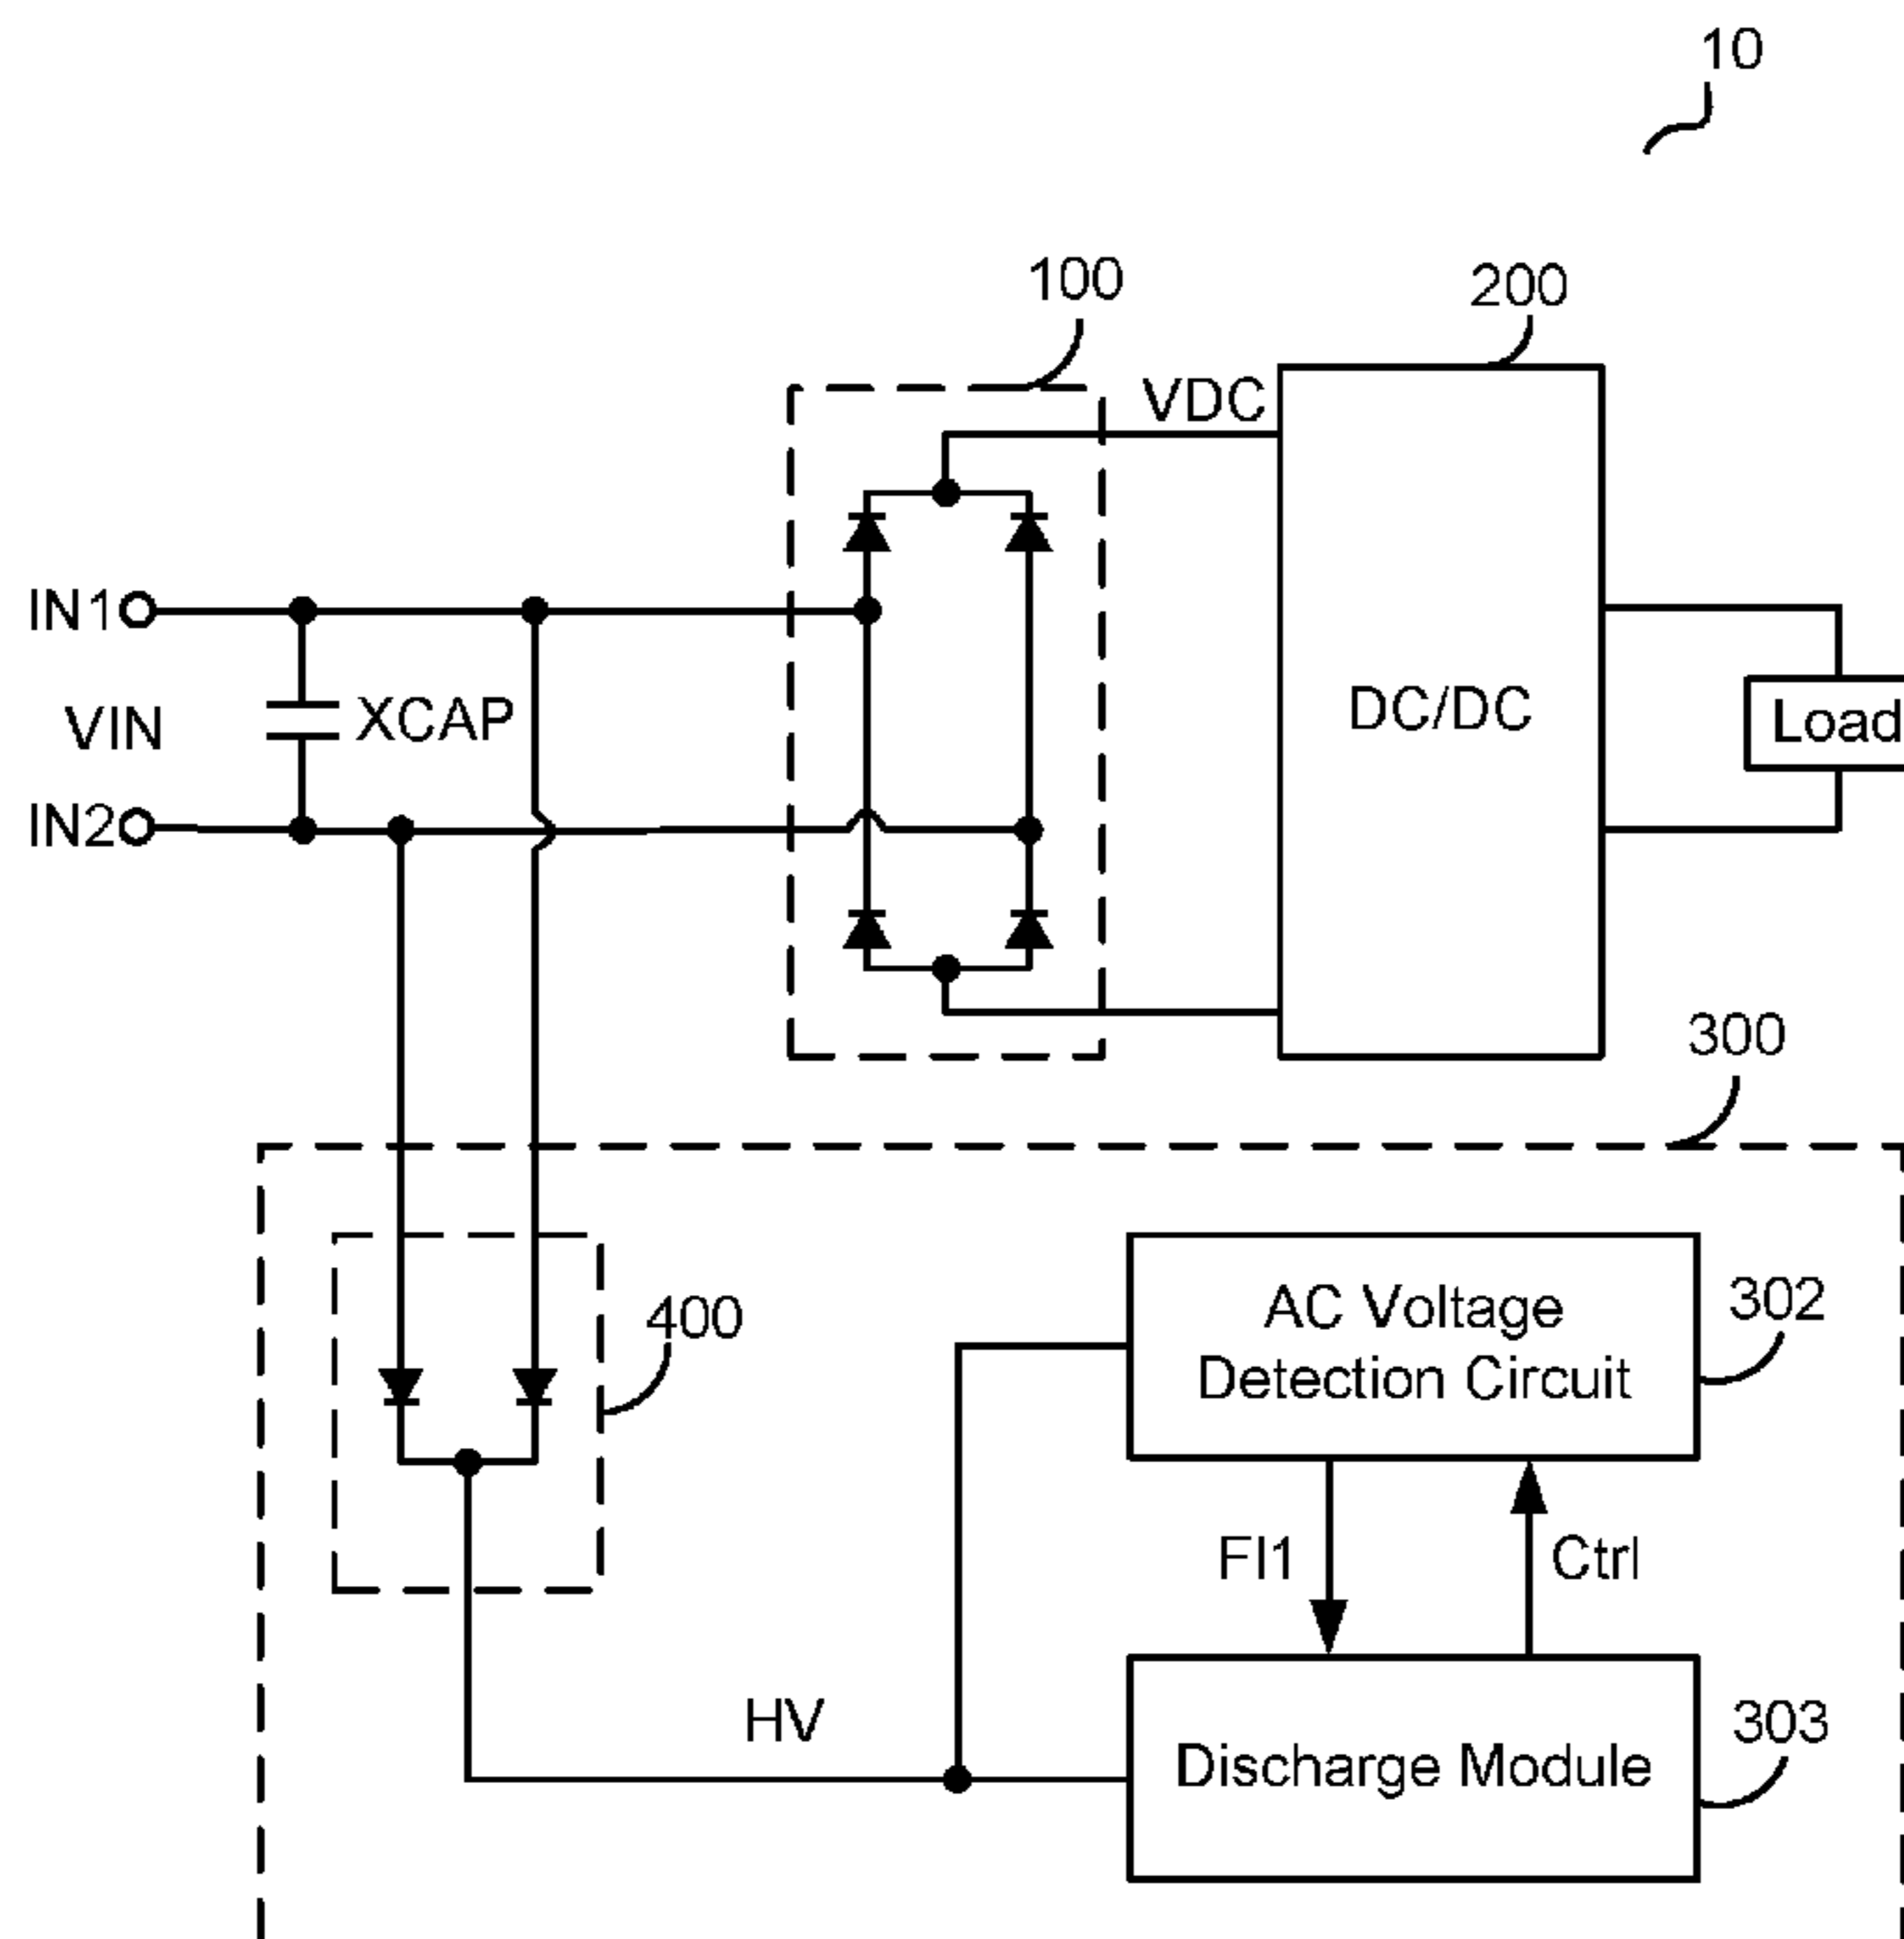 10
100
200
VDC
IN1
VIN
XCAP
IN2
DC/DC
Load
300
400
AC Voltage
Detection Circuit
302
Fl1
Ctrl
HV
Discharge Module
303